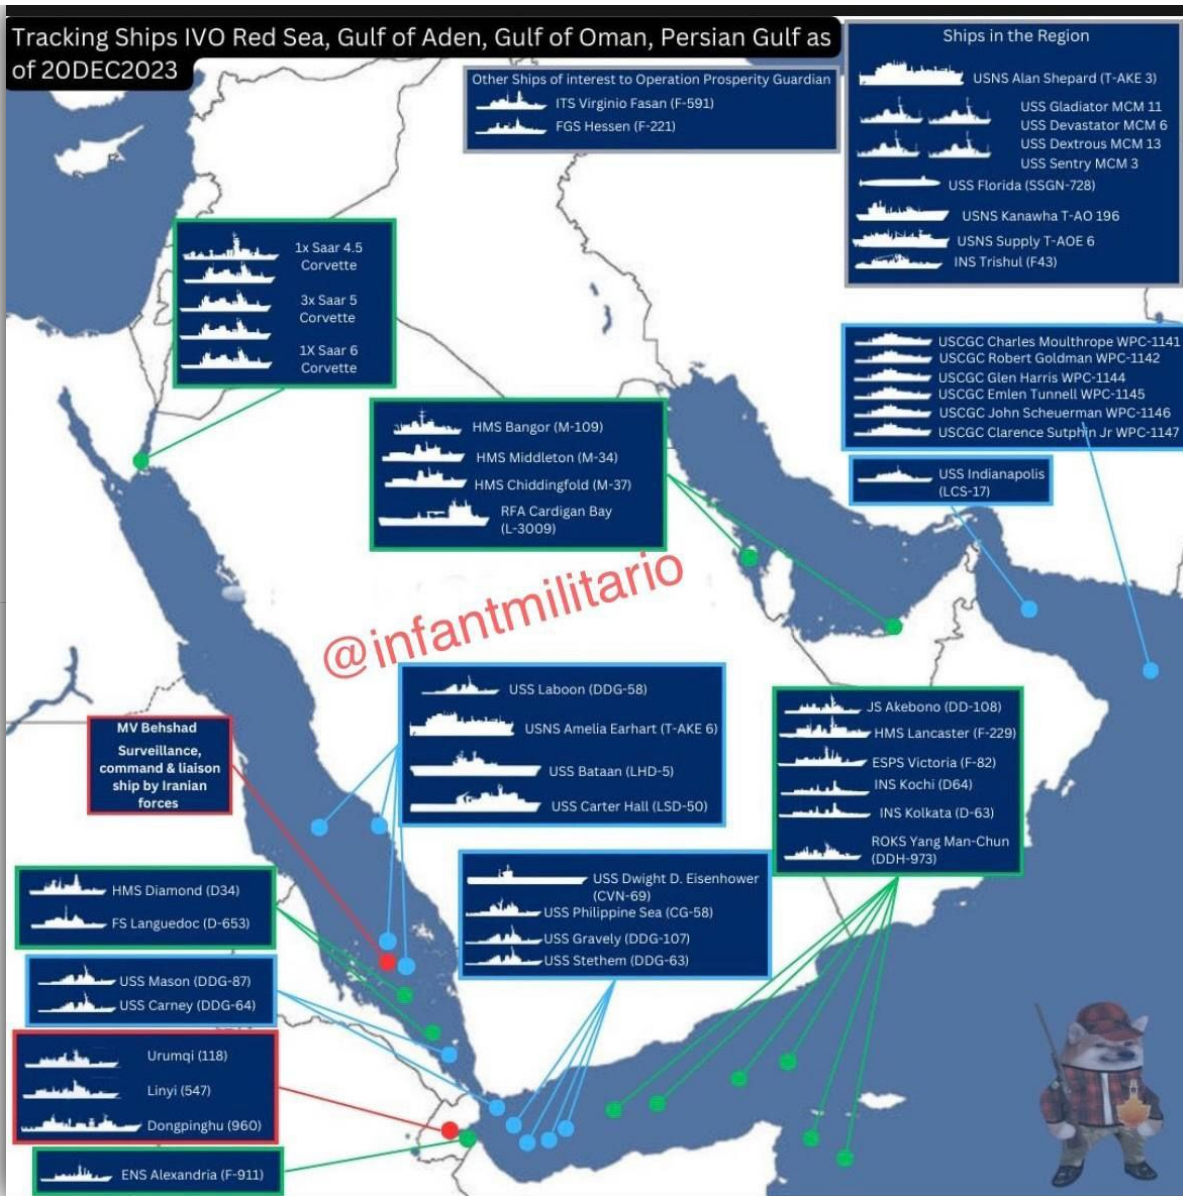 Tracking Ships IVO Red Sea, Gulf of Aden, Gulf of Oman, Persian Gulf as
of 20DEC2023
Other Ships of interest to Operation Prosperity Guardian
ITS Virginio Fasan (F-591)
FGS Hessen (F-221)
Ships in the Region
USNS Alan Shepard (T-AKE 3)
USS Gladiator MCM 11
USS Devastator MCM 6
USS Dextrous MCM 13
USS Sentry MCM 3
USS Florida (SSGN-728)
USNS Kanawha T-AO 196
USNS Supply T-AOE 6
INS Trishul (F43)
1x Saar 4.5
Corvette
3x Saar 5
Corvette
1X Saar 6
Corvette
USCGC Charles Moulthrope WPC-1141
USCGC Robert Goldman WPC-1142
USCGC Glen Harris WPC-1144
USCGC Emlen Tunnell WPC-1145
USCGC John Scheuerman WPC-1146
USCGC Clarence Sutphin Jr WPC-1147
HMS Bangor (M-109)
HMS Middleton (M-34)
HMS Chiddingfold (M-37)
RFA Cardigan Bay
(L-3009)
USS Indianapolis
(LCS-17)
@infantmilitario
USS Laboon (DDG-58)
USNS Amelia Earhart (T-AKE 6)
USS Bataan (LHD-5)
USS Carter Hall (LSD-50)
JS Akebono (DD-108)
HMS Lancaster (F-229)
ESPS Victoria (F-82)
INS Kochi (D64)
INS Kolkata (D-63)
ROKS Yang Man-Chun
(DDH-973)
MV Behshad
Surveillance,
command & liaison
ship by Iranian
forces
HMS Diamond (D34)
FS Languedoc (D-653)
USS Dwight D. Eisenhower
(CVN-69)
USS Philippine Sea (CG-58)
USS Gravely (DDG-107)
USS Stethem (DDG-63)
USS Mason (DDG-87)
USS Carney (DDG-64)
Urumqi (118)
Linyi (547)
Dongpinghu (960)
ENS Alexandria (F-911)